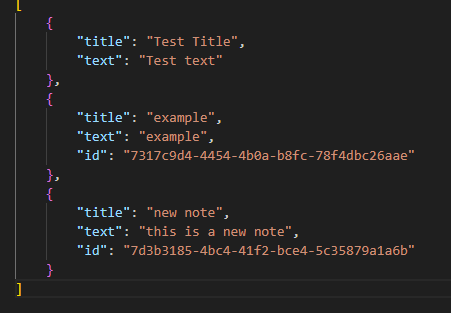 [
{
"title": "Test Title",
"text": "Test text"
},
{
"title": "example",
"text": "example",
"id": "7317c9d4-4454-4b0a-b8fc-78f4dbc26aae"
},
{
"title": "new note",
"text": "this is a new note",
"id": "7d3b3185-4bc4-41f2-bce4-5c35879a1a6b"
}
]